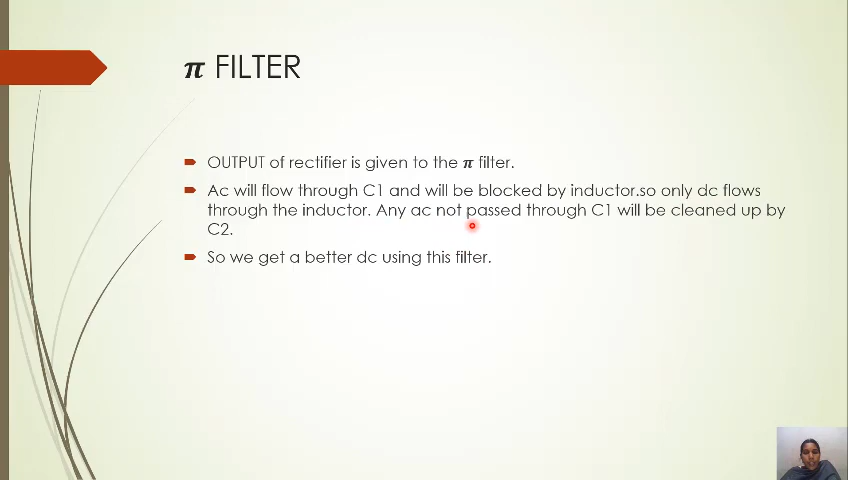 𝝅 FILTER
OUTPUT of rectifier is given to the 𝝅 filter.
Ac will flow through C1 and will be blocked by inductor.so only dc flows
through the inductor. Any ac not passed through C1 will be cleaned up by
C2.
So we get a better dc using this filter.